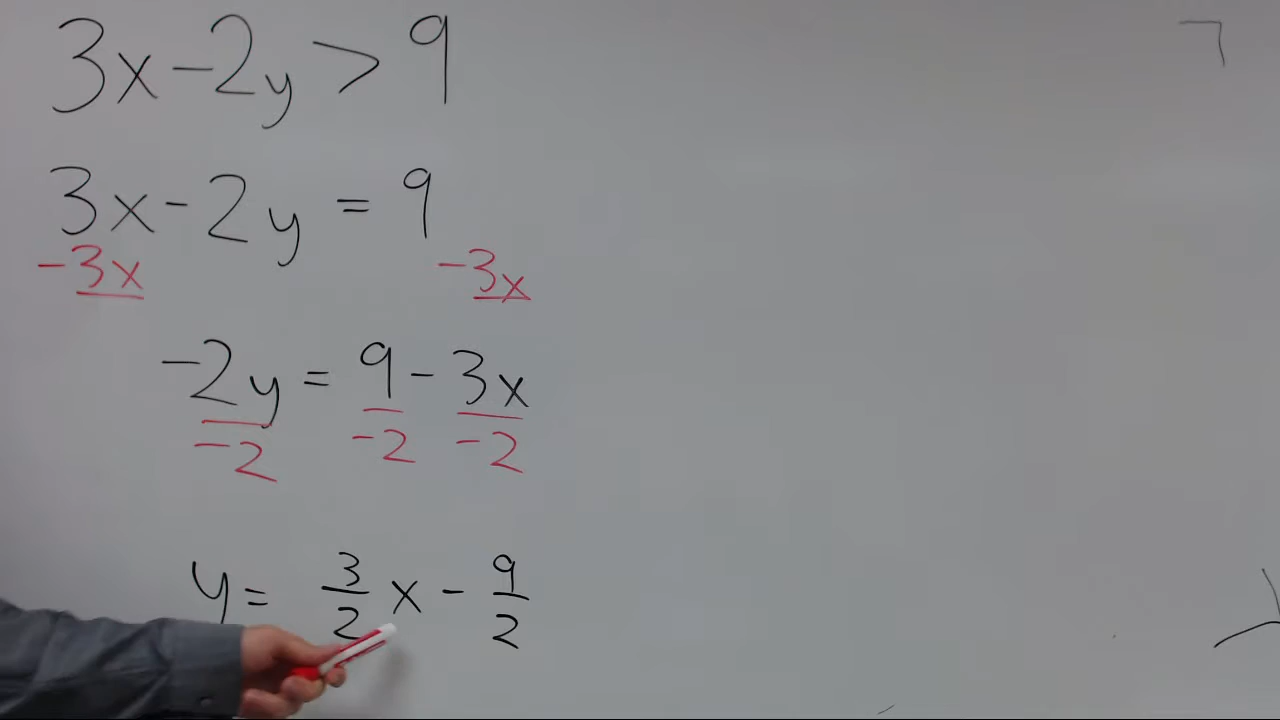 3x-2y > 9
3x-2y = 9
-3x -3x
-2y = 9 - 3x
-2 -2 -2
y = 3/2 x - 9/2